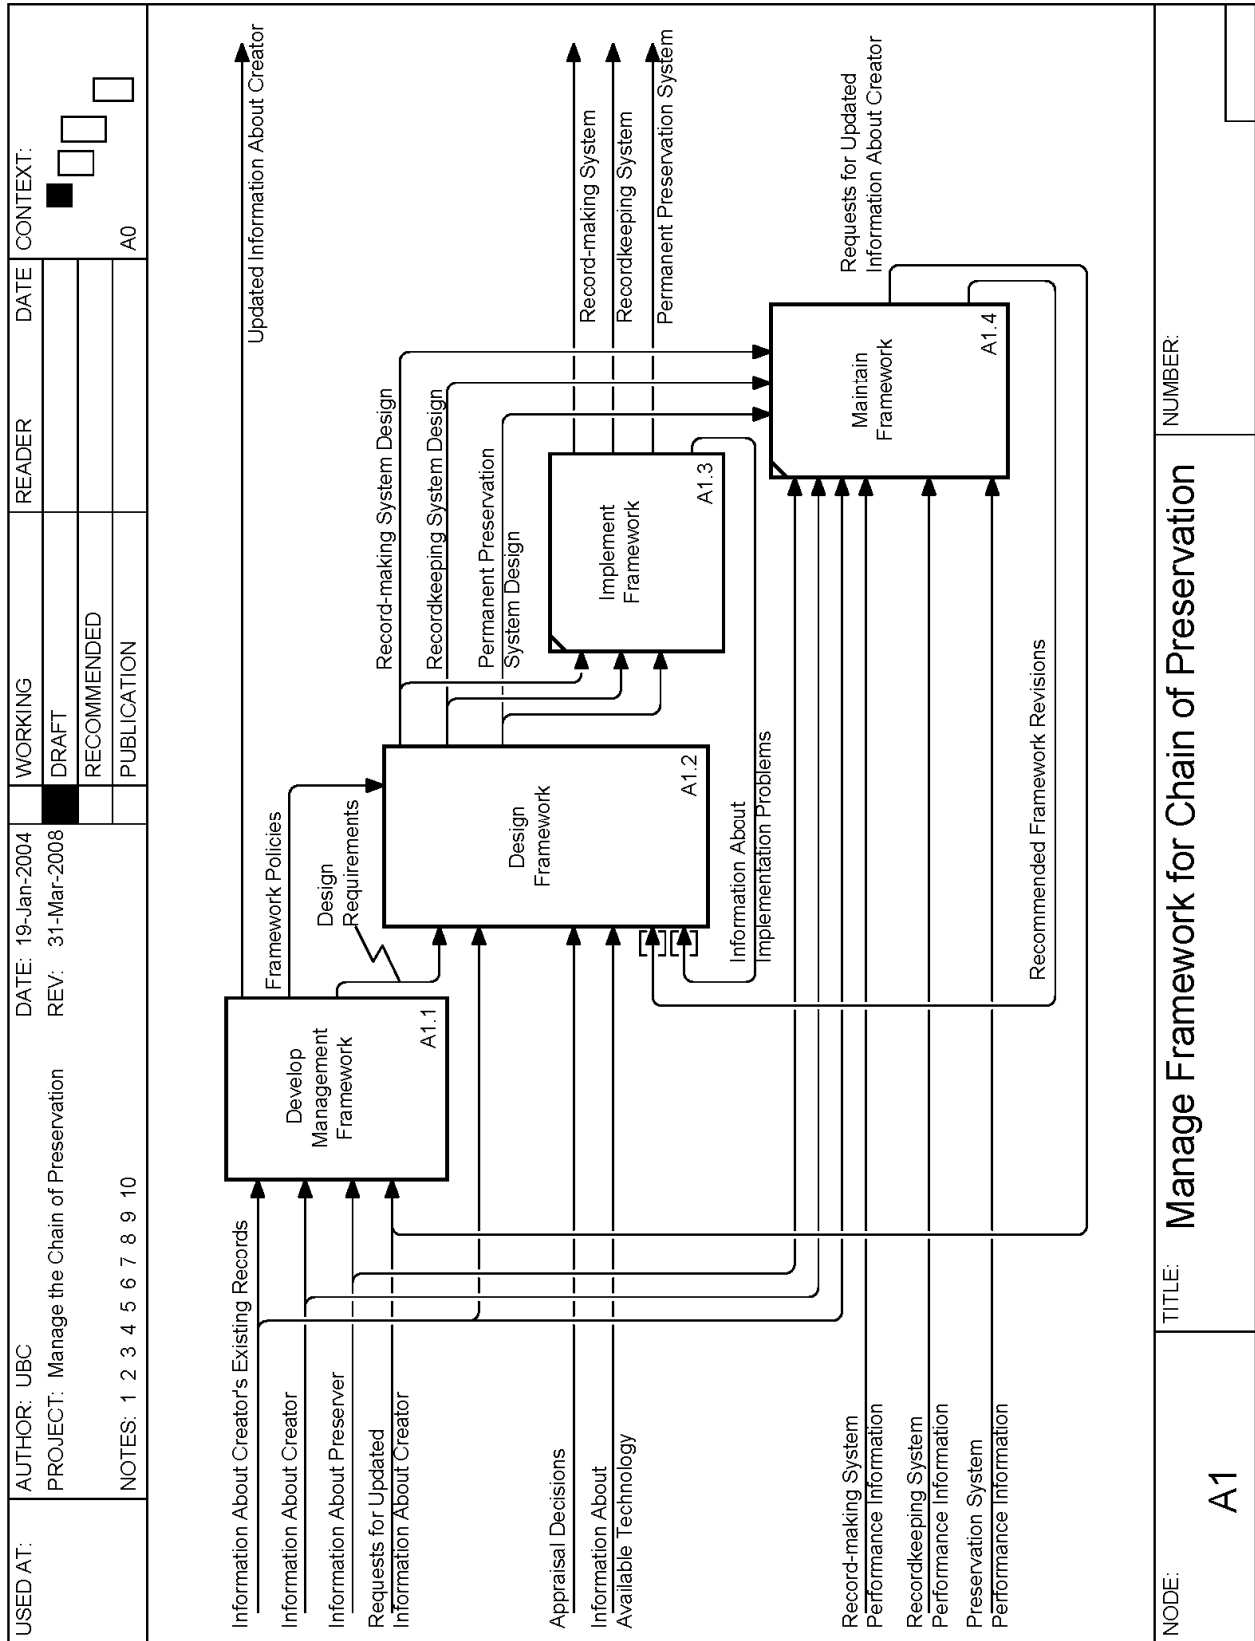 USED AT:
AUTHOR: UBC
PROJECT: Manage the Chain of Preservation
NOTES: 1 2 3 4 5 6 7 8 9 10
DATE: 19-Jan-2004
REV: 31-Mar-2008
WORKING
DRAFT
RECOMMENDED
PUBLICATION
READER
DATE
CONTEXT:
A0
Updated Information About Creator
Information About Creator's Existing Records
Information About Creator
Information About Preserver
Requests for Updated
Information About Creator
Develop
Management
Framework
A1.1
Framework Policies
Design
Requirements
Appraisal Decisions
Information About
Available Technology
Design
Framework
A1.2
Record-making System Design
Recordkeeping System Design
Permanent Preservation
System Design
Implement
Framework
A1.3
Record-making System
Recordkeeping System
Permanent Preservation System
Information About
Implementation Problems
Record-making System
Performance Information
Recordkeeping System
Performance Information
Preservation System
Performance Information
Maintain
Framework
A1.4
Requests for Updated
Information About Creator
Recommended Framework Revisions
NODE:
A1
TITLE:
Manage Framework for Chain of Preservation
NUMBER: